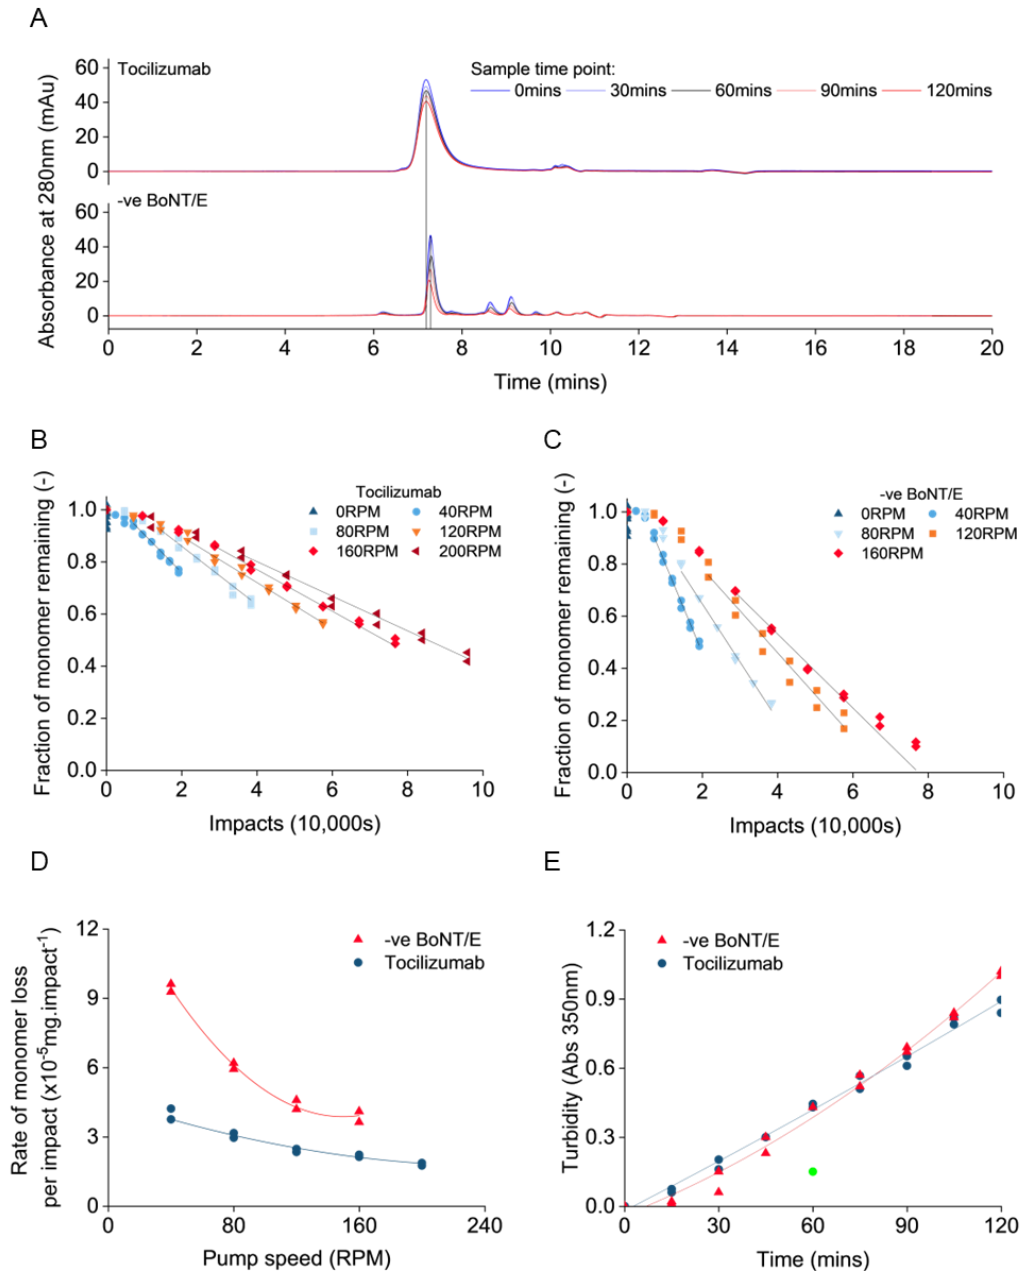 A
Absorbance at 280nm (mAu)
Tocilizumab
Sample time point:
0mins 30mins 60mins 90mins 120mins
60
40
20
0
-ve BoNT/E
60
40
20
0
0 2 4 6 8 10 12 14 16 18 20
Time (mins)
B
Fraction of monomer remaining (-)
Tocilizumab
0RPM 40RPM
80RPM 120RPM
160RPM 200RPM
1.0
0.8
0.6
0.4
0.2
0.0
0 2 4 6 8 10
Impacts (10,000s)
C
Fraction of monomer remaining (-)
-ve BoNT/E
0RPM 40RPM
80RPM 120RPM
160RPM
1.0
0.8
0.6
0.4
0.2
0.0
0 2 4 6 8 10
Impacts (10,000s)
D
Rate of monomer loss
per impact (x10⁻⁵mg.impact⁻¹)
-ve BoNT/E
Tocilizumab
12
9
6
3
0
0 80 160 240
Pump speed (RPM)
E
Turbidity (Abs 350nm)
-ve BoNT/E
Tocilizumab
1.2
0.9
0.6
0.3
0.0
0 30 60 90 120
Time (mins)